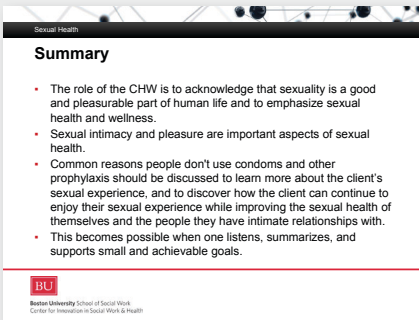 Sexual Health
Summary
• The role of the CHW is to acknowledge that sexuality is a good
and pleasurable part of human life and to emphasize sexual
health and wellness.
• Sexual intimacy and pleasure are important aspects of sexual
health.
• Common reasons people don't use condoms and other
prophylaxis should be discussed to learn more about the client's
sexual experience, and to discover how the client can continue to
enjoy their sexual experience while improving the sexual health of
themselves and the people they have intimate relationships with.
• This becomes possible when one listens, summarizes, and
supports small and achievable goals.
BU
Boston University School of Social Work
Center for Innovation in Social Work & Health